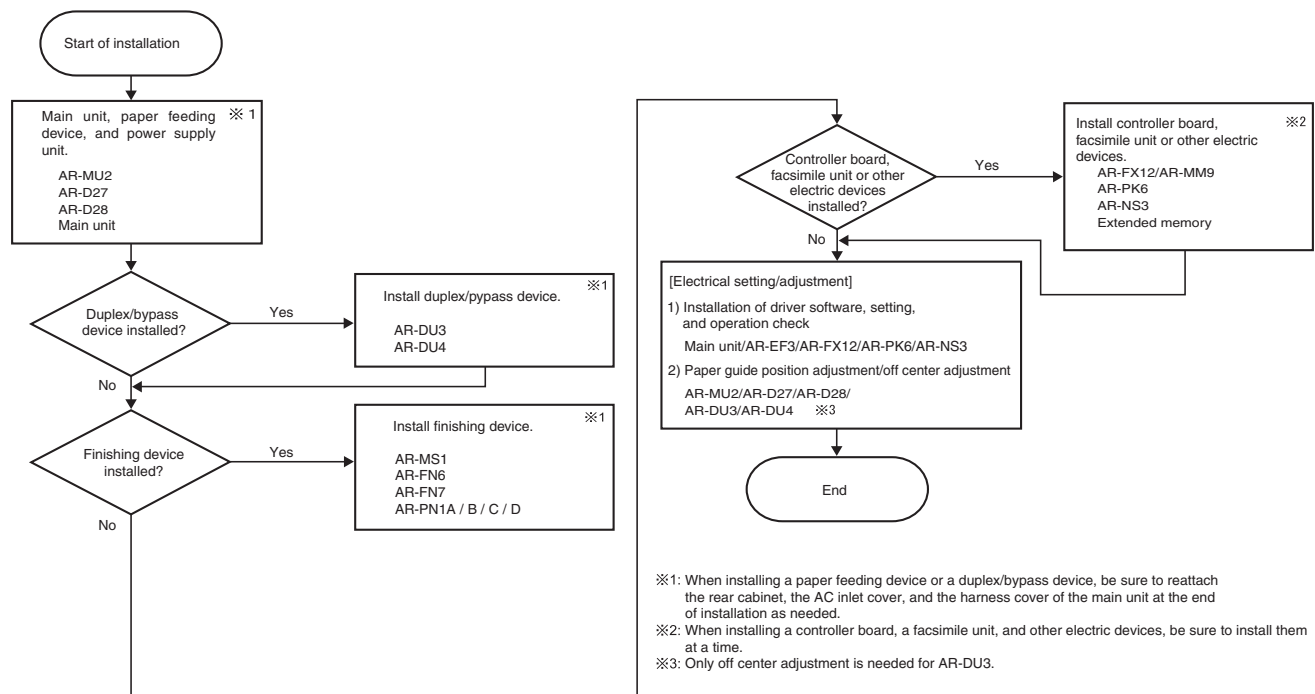 Start of installation
Main unit, paper feeding ※1
device, and power supply
unit.
AR-MU2
AR-D27
AR-D28
Main unit
Duplex/bypass
device installed?
Yes
No
Install duplex/pypass device. ※1
AR-DU3
AR-DU4
Finishing device
installed?
Yes
No
Install finishing device. ※1
AR-MS1
AR-FN6
AR-FN7
AR-PN1A / B / C / D
Controller board,
facsimile unit or other
electric devices
installed?
Yes
No
Install controller board, ※2
facsimile unit or other electric
devices.
AR-FX12/AR-MM9
AR-PK6
AR-NS3
Extended memory
[Electrical setting/adjustment]
1) Installation of driver software, setting,
and operation check
Main unit/AR-EF3/AR-FX12/AR-PK6/AR-NS3
2) Paper guide position adjustment/off center adjustment
AR-MU2/AR-D27/AR-D28/
AR-DU3/AR-DU4 ※3
End
※1: When installing a paper feeding device or a duplex/bypass device, be sure to reattach
the rear cabinet, the AC inlet cover, and the harness cover of the main unit at the end
of installation as needed.
※2: When installing a controller board, a facsimile unit, and other electric devices, be sure to install them
at a time.
※3: Only off center adjustment is needed for AR-DU3.